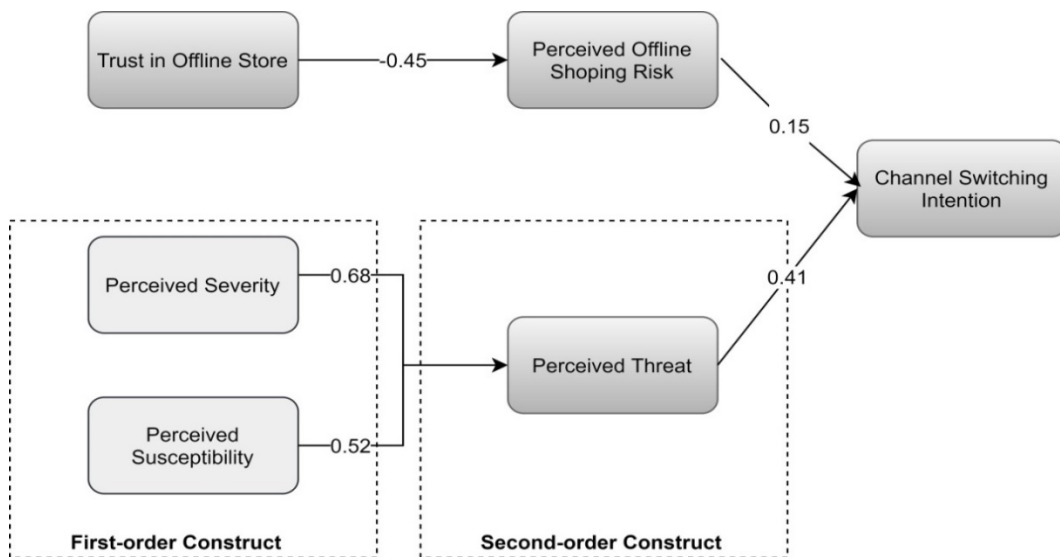 Trust in Offline Store
-0.45
Perceived Offline
Shoping Risk
0.15
Channel Switching
Intention
Perceived Severity
0.68
0.41
Perceived Threat
Perceived
Susceptibility
0.52
First-order Construct
Second-order Construct